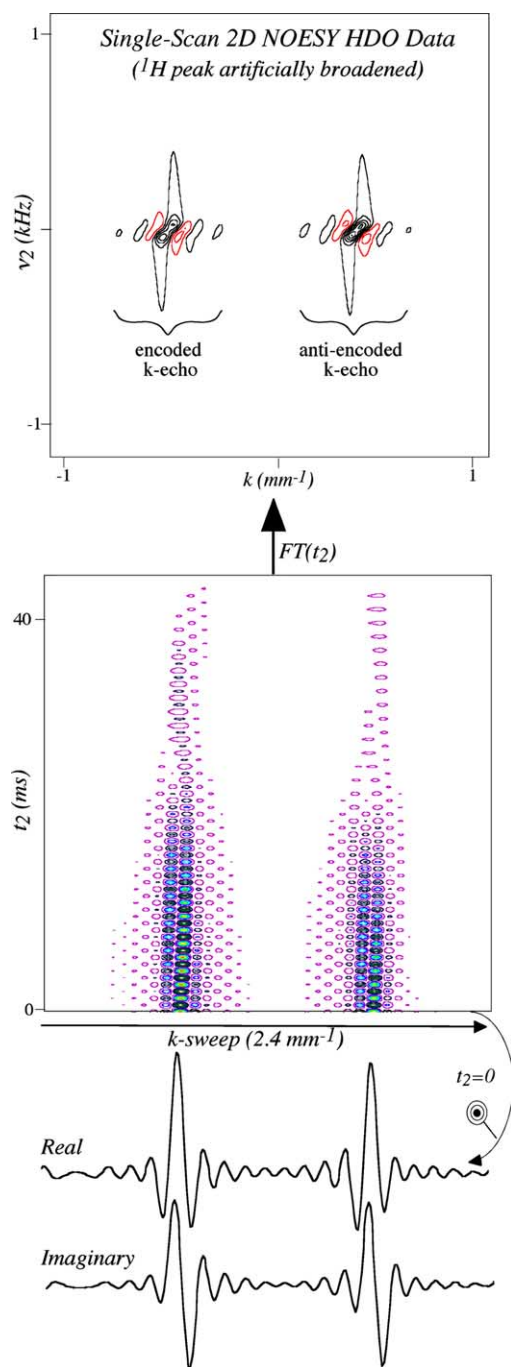 Single-Scan 2D NOESY HDO Data
(¹H peak artificially broadened)
1
0
-1
ν₂ (kHz)
encoded
k-echo
anti-encoded
k-echo
-1
k (mm⁻¹)
1
FT(t₂)
40
t₂ (ms)
0
k-sweep (2.4 mm⁻¹)
t₂=0
Real
Imaginary